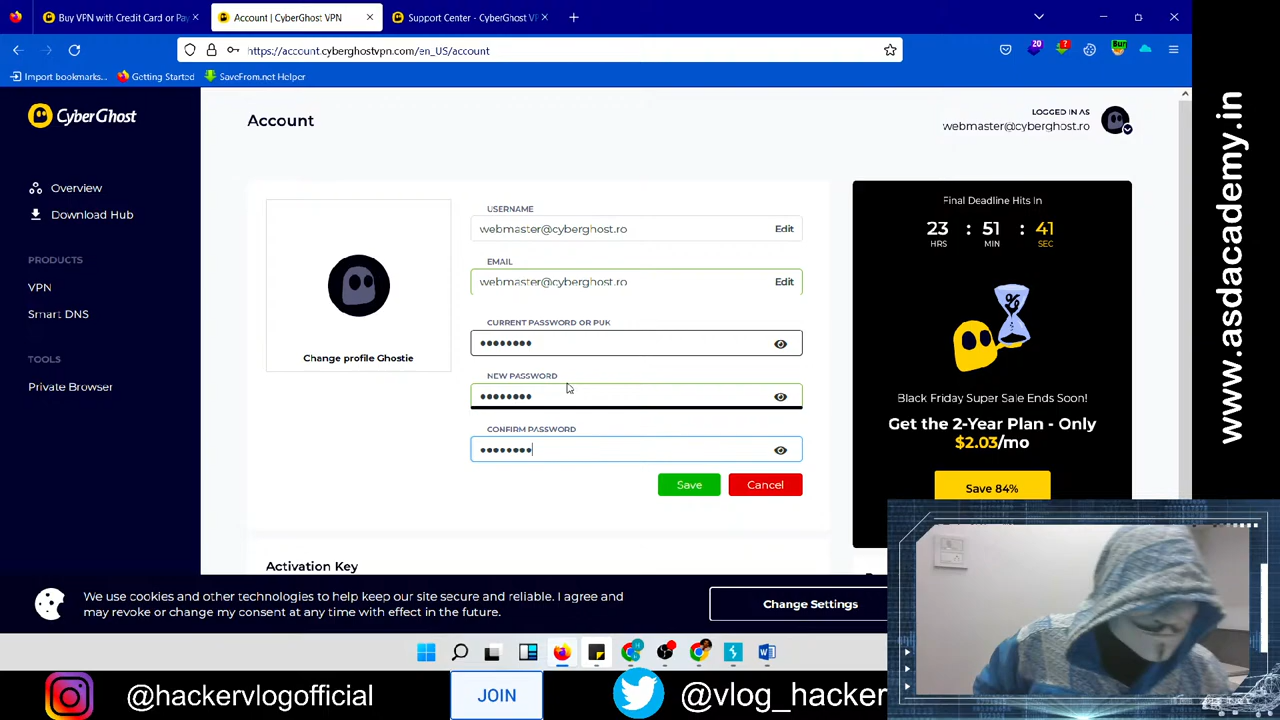 Buy VPN with Credit Card or Pay
Account | CyberGhost VPN
Support Center - CyberGhost VP
https://account.cyberghostvpn.com/en_US/account
20
?
Bur
Import bookmarks...
Getting Started
SaveFrom.net Helper
CyberGhost
Overview
Download Hub
PRODUCTS
VPN
Smart DNS
TOOLS
Private Browser
Account
LOGGED IN AS
webmaster@cyberghost.ro
Change profile Ghostie
USERNAME
webmaster@cyberghost.ro
Edit
EMAIL
webmaster@cyberghost.ro
Edit
CURRENT PASSWORD OR PUK
••••••••
NEW PASSWORD
••••••••
CONFIRM PASSWORD
••••••••
Save
Cancel
Activation Key
Final Deadline Hits In
23 : 51 : 41
HRS MIN SEC
%
Black Friday Super Sale Ends Soon!
Get the 2-Year Plan - Only
$2.03/mo
Save 84%
We use cookies and other technologies to help keep our site secure and reliable. I agree and
may revoke or change my consent at any time with effect in the future.
Change Settings
@hackervlogofficial
JOIN
@vlog_hacker
www.asdacademy.in